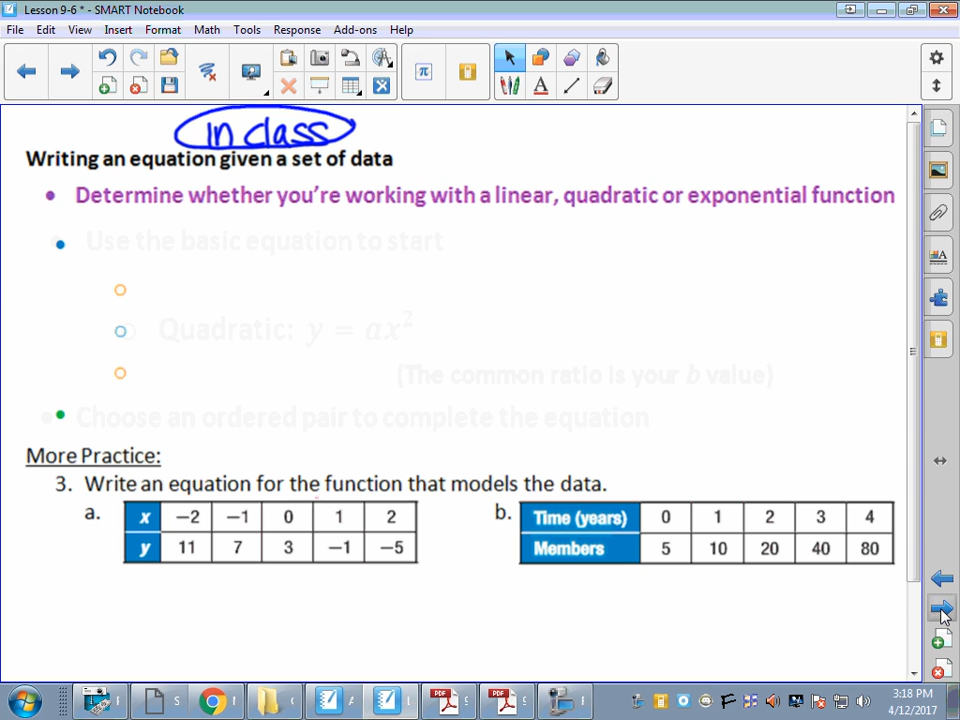 Lesson 9-6 * - SMART Notebook
File Edit View Insert Format Math Tools Response Add-ons Help
in class
Writing an equation given a set of data
• Determine whether you're working with a linear, quadratic or exponential function
• Use the basic equation to start
Quadratic: y = ax²
(The common ratio is your b value)
• Choose an ordered pair to complete the equation
More Practice:
3. Write an equation for the function that models the data.
a.
x −2 −1 0 1 2
y 11 7 3 −1 −5
b.
Time (years) 0 1 2 3 4
Members 5 10 20 40 80
3:18 PM
4/12/2017